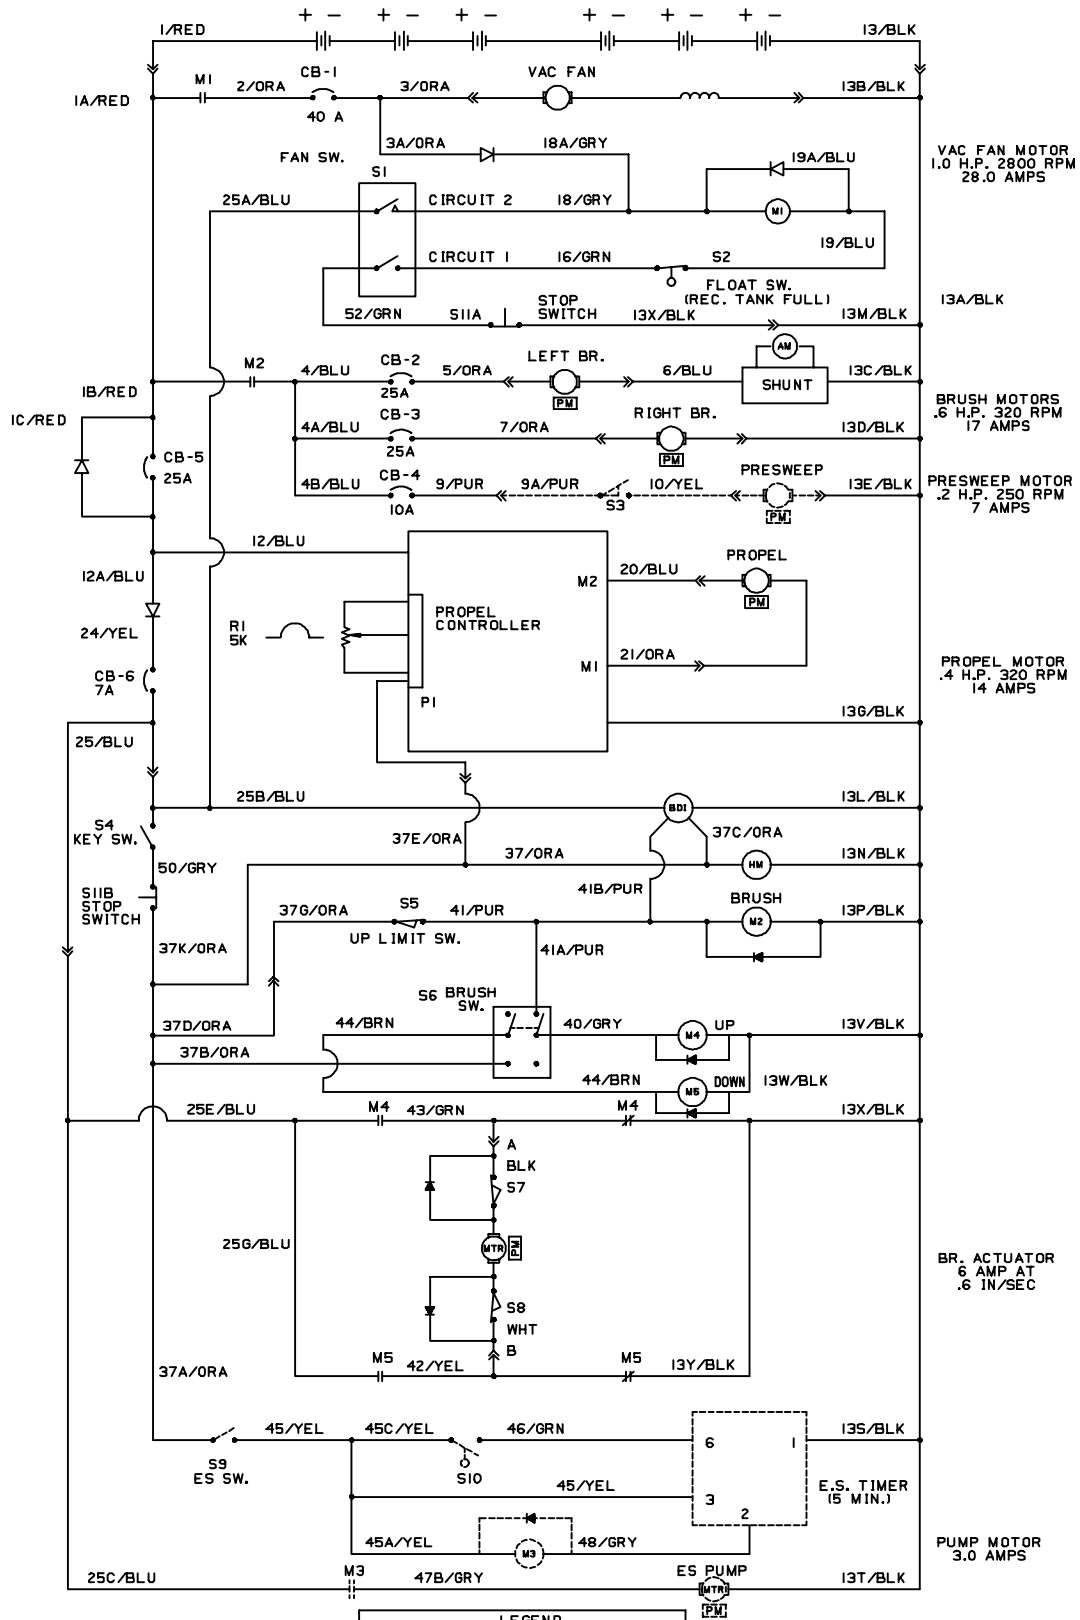 + - + - + - + - + - + -
1/RED
13/BLK
M1
2/ORA
CB-1
40 A
3/ORA
VAC FAN
13B/BLK
1A/RED
3A/ORA
18A/GRY
VAC FAN MOTOR
1.0 H.P. 2800 RPM
28.0 AMPS
FAN SW.
S1
19A/BLU
25A/BLU
CIRCUIT 2
18/GRY
M1
19/BLU
CIRCUIT 1
16/GRN
S2
FLOAT SW.
(REC. TANK FULL)
13A/BLK
52/GRN
S11A
STOP
SWITCH
13X/BLK
13M/BLK
AM
M2
4/BLU
CB-2
25A
5/ORA
LEFT BR.
PM
6/BLU
SHUNT
13C/BLK
1B/RED
BRUSH MOTORS
.6 H.P. 320 RPM
17 AMPS
1C/RED
4A/BLU
CB-3
25A
7/ORA
RIGHT BR.
PM
13D/BLK
CB-5
25A
4B/BLU
CB-4
10A
9/PUR
9A/PUR
S3
10/YEL
PRESWEEP
PM
13E/BLK
PRESWEEP MOTOR
.2 H.P. 250 RPM
7 AMPS
12/BLU
12A/BLU
M2
20/BLU
PROPEL
PM
PROPEL
CONTROLLER
R1
5K
24/YEL
M1
21/ORA
CB-6
7A
P1
PROPEL MOTOR
.4 H.P. 320 RPM
14 AMPS
13G/BLK
25/BLU
25B/BLU
BDI
13L/BLK
S4
KEY SW.
37E/ORA
37C/ORA
50/GRY
37/ORA
HM
13N/BLK
S11B
STOP
SWITCH
41B/PUR
37G/ORA
S5
UP LIMIT SW.
41/PUR
BRUSH
M2
13P/BLK
37K/ORA
41A/PUR
S6 BRUSH
SW.
37D/ORA
44/BRN
40/GRY
M4
UP
13V/BLK
37B/ORA
44/BRN
M5
DOWN
13W/BLK
25E/BLU
M4
43/GRN
M4
13X/BLK
A
BLK
S7
25G/BLU
MTR
PM
BR. ACTUATOR
6 AMP AT
.6 IN/SEC
S8
WHT
B
M5
42/YEL
M5
13Y/BLK
37A/ORA
45/YEL
45C/YEL
46/GRN
6
1
13S/BLK
S9
ES SW.
S10
45/YEL
3
2
E.S. TIMER
(5 MIN.)
45A/YEL
M3
48/GRY
PUMP MOTOR
3.0 AMPS
25C/BLU
M3
47B/GRY
ES PUMP
MTR1
PM
13T/BLK
LEGEND